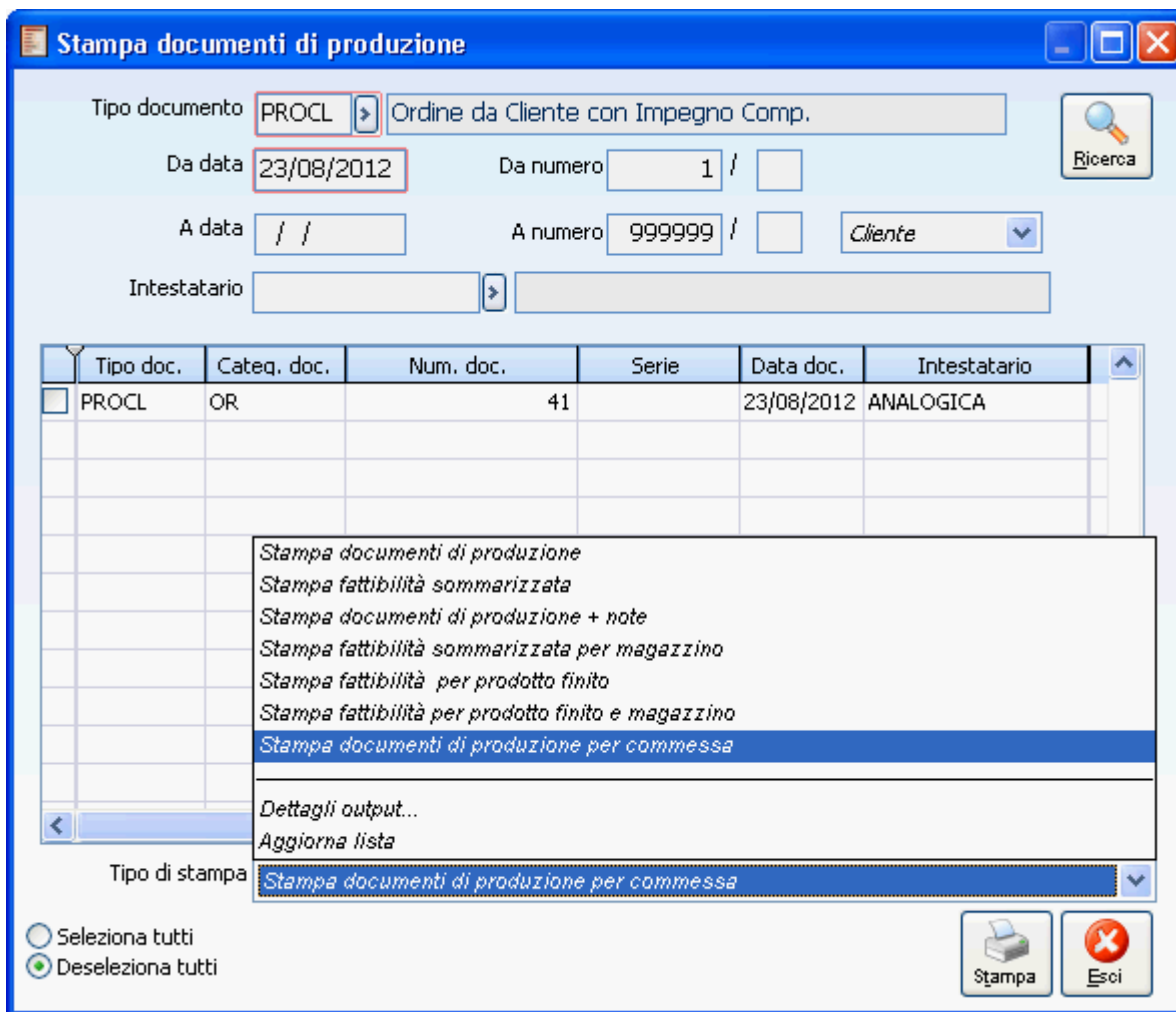 Stampa documenti di produzione
Tipo documento PROCL Ordine da Cliente con Impegno Comp.
Ricerca
Da data 23/08/2012 Da numero 1 /
A data / / A numero 999999 / Cliente
Intestatario
Tipo doc. Categ. doc. Num. doc. Serie Data doc. Intestatario
PROCL OR 41 23/08/2012 ANALOGICA
Stampa documenti di produzione
Stampa fattibilità sommarizzata
Stampa documenti di produzione + note
Stampa fattibilità sommarizzata per magazzino
Stampa fattibilità per prodotto finito
Stampa fattibilità per prodotto finito e magazzino
Stampa documenti di produzione per commessa
Dettagli output...
Aggiorna lista
Tipo di stampa Stampa documenti di produzione per commessa
Seleziona tutti
Deseleziona tutti
Stampa Esci